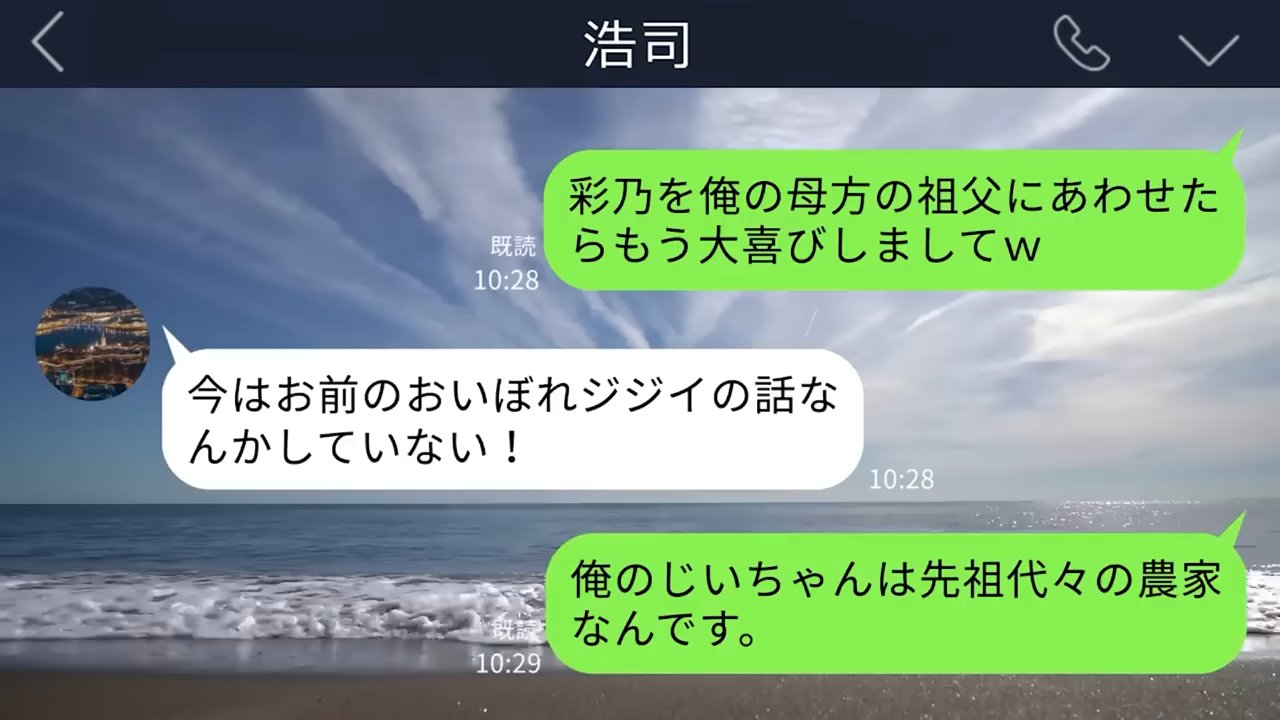 浩司
彩乃を俺の母方の祖父にあわせた
らもう大喜びしましてｗ
既読
10:28
今はお前のおいぼれジジイの話な
んかしていない！
10:28
俺のじいちゃんは先祖代々の農家
なんです。
既読
10:29